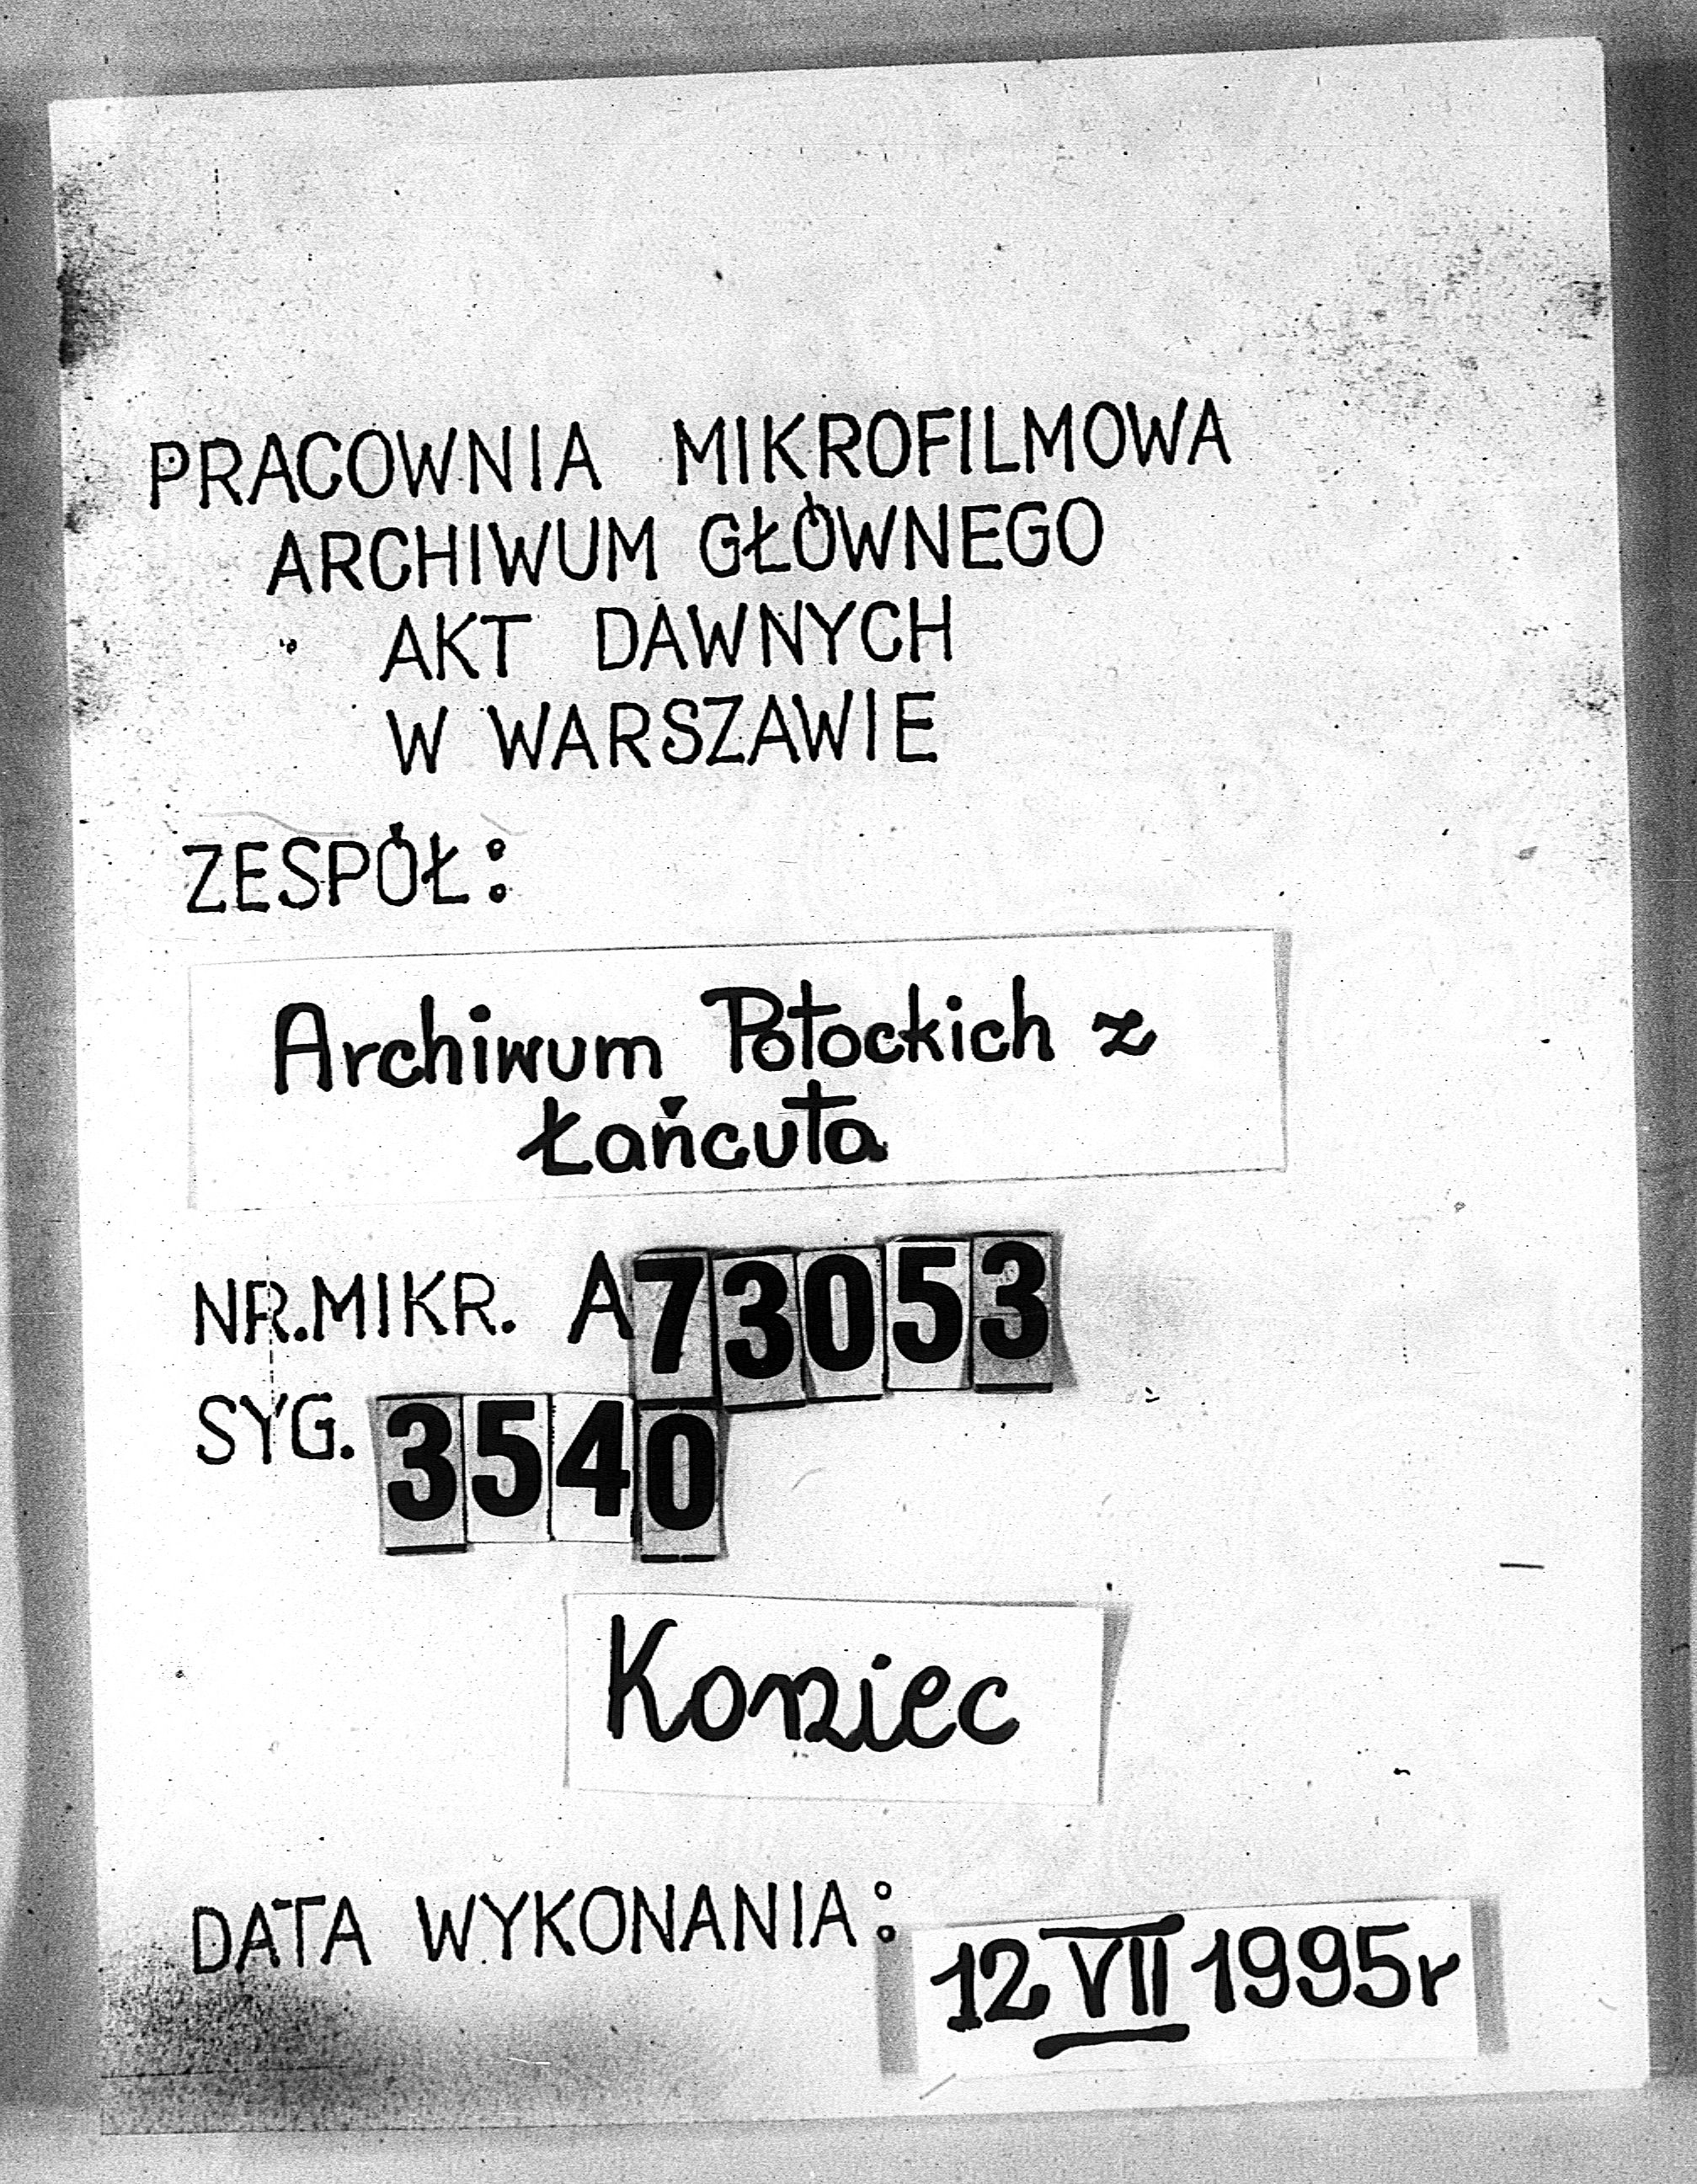 PRACOWNIA MIKROFILMOWA
ARCHIWUM GŁÓWNEGO
AKT DAWNYCH
W WARSZAWIE
ZESPÓŁ:
Archiwum Potockich z
Łańcuta
NR.MIKR. A73053
SYG. 3540
Koniec
DATA WYKONANIA: 12 VII 1995r